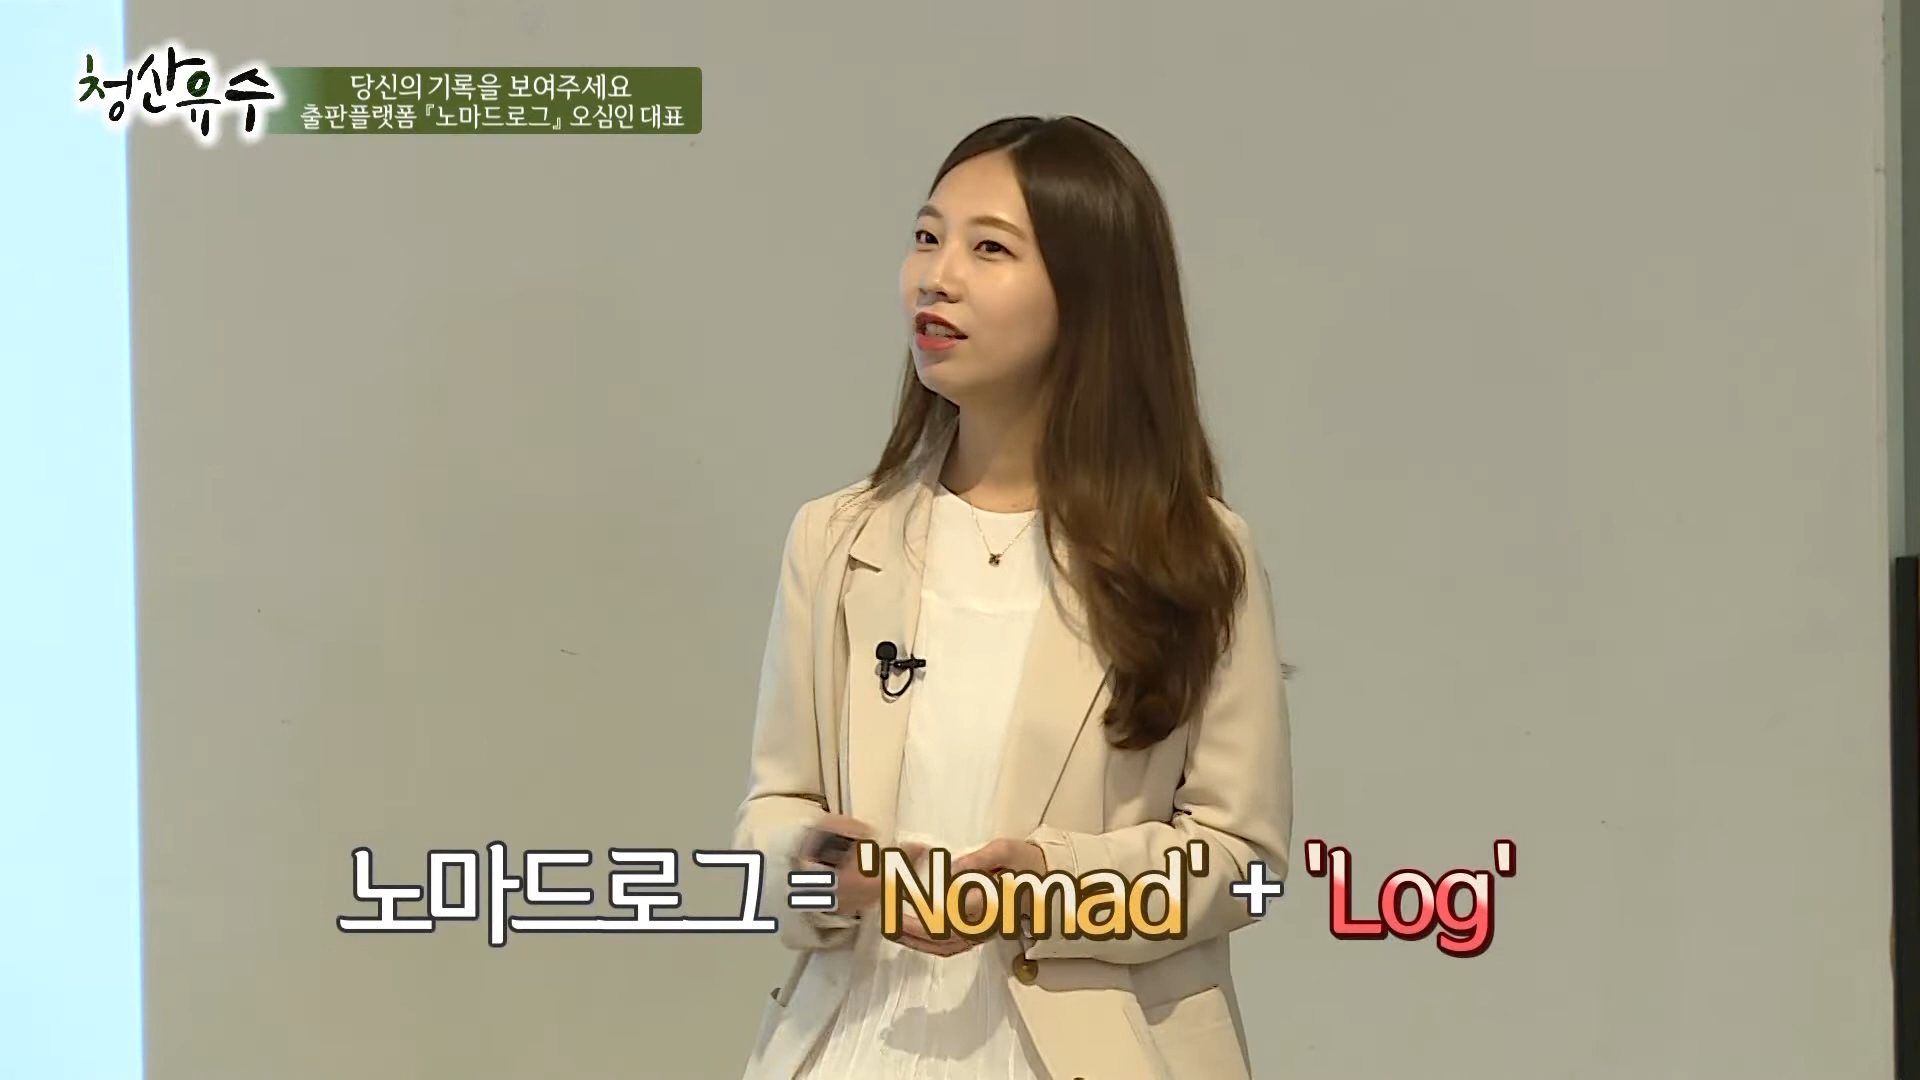 청산유수
당신의 기록을 보여주세요
출판플랫폼 『노마드로그』 오심인 대표
노마드로그 = 'Nomad' + 'Log'